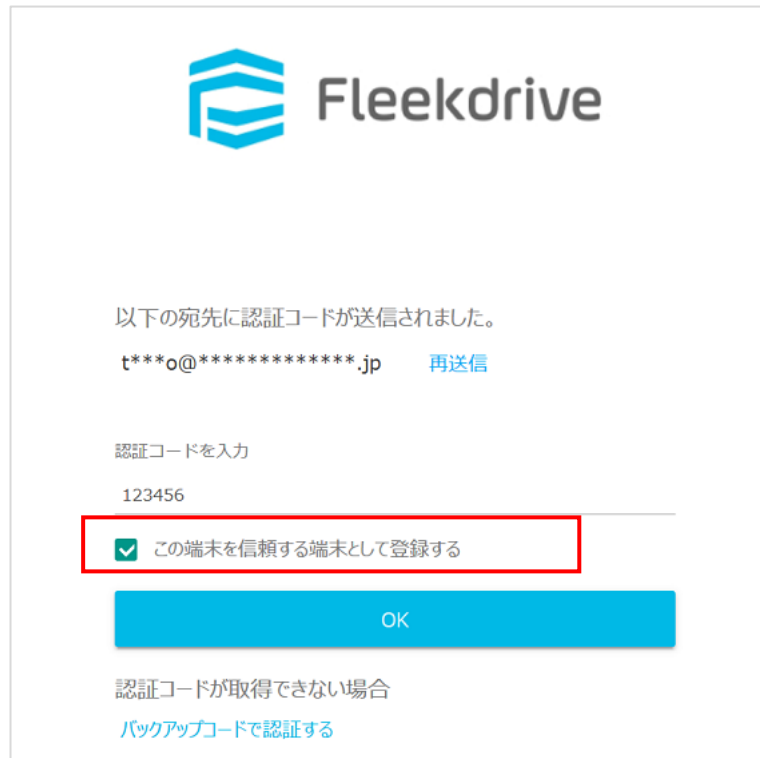 Fleekdrive
以下の宛先に認証コードが送信されました。
t***o@*************.jp 再送信
認証コードを入力
123456
この端末を信頼する端末として登録する
OK
認証コードが取得できない場合
バックアップコードで認証する